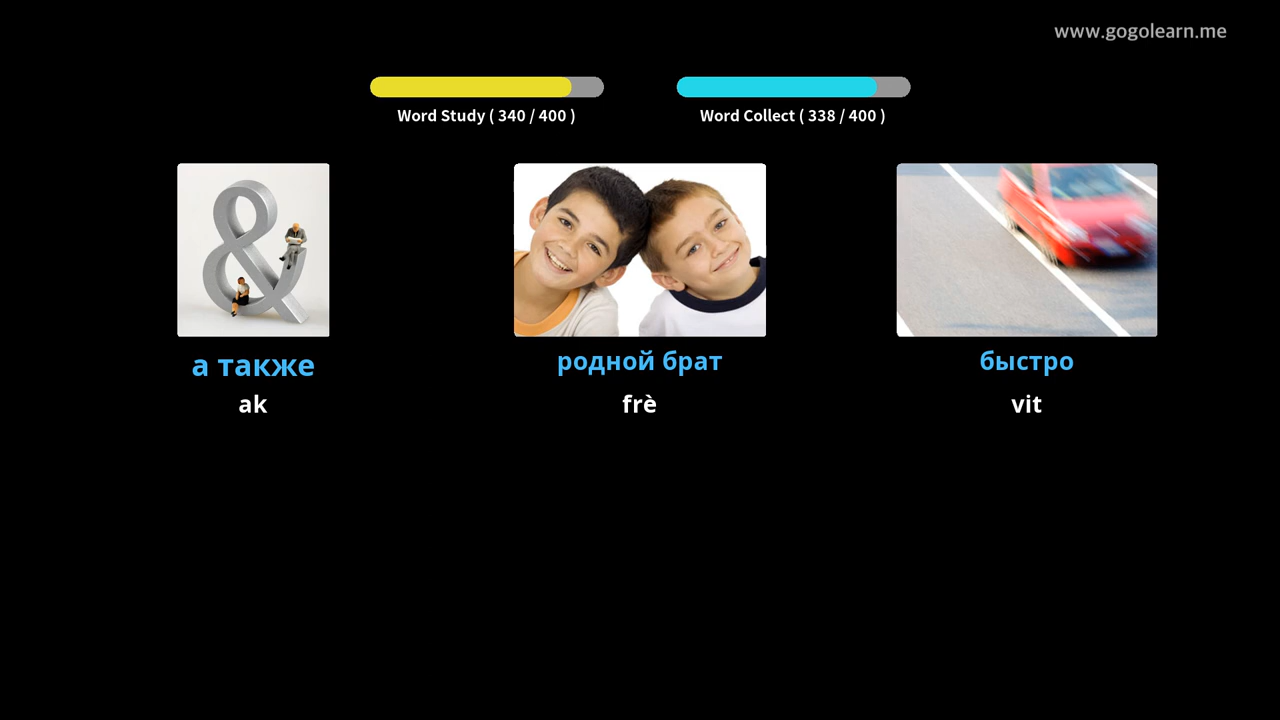 www.gogolearn.me
Word Study ( 340 / 400 )
Word Collect ( 338 / 400 )
а также
родной брат
быстро
ak
frè
vit